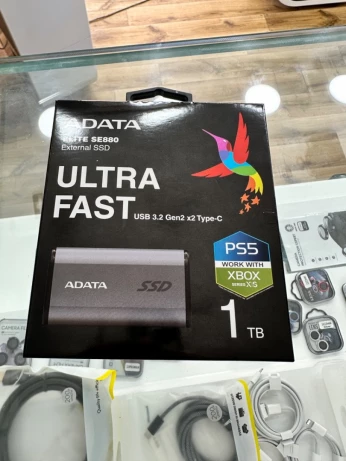 ADATA
ELITE SE880
External SSD
ULTRA
FAST
USB 3.2 Gen2 x2 Type-C
PS5
WORK WITH
XBOX
SERIES X|S
ADATA
SSD
1 TB